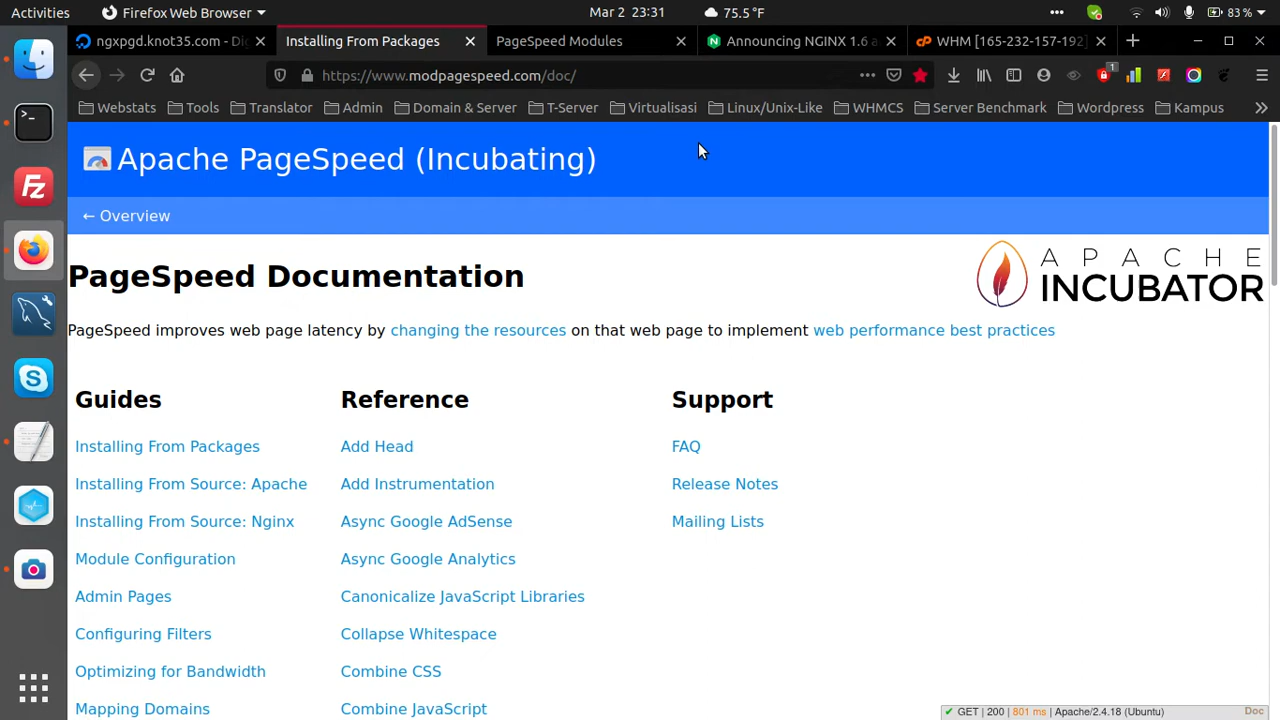 Activities
Firefox Web Browser
Mar 2 23:31
75.5 °F
83 %
ngxpgd.knot35.com - Di
Installing From Packages
PageSpeed Modules
Announcing NGINX 1.6 a
WHM [165-232-157-192]
https://www.modpagespeed.com/doc/
1
Webstats
Tools
Translator
Admin
Domain & Server
T-Server
Virtualisasi
Linux/Unix-Like
WHMCS
Server Benchmark
Wordpress
Kampus
Apache PageSpeed (Incubating)
← Overview
PageSpeed Documentation
APACHE
INCUBATOR
PageSpeed improves web page latency by changing the resources on that web page to implement web performance best practices
Guides
Installing From Packages
Installing From Source: Apache
Installing From Source: Nginx
Module Configuration
Admin Pages
Configuring Filters
Optimizing for Bandwidth
Mapping Domains
Reference
Add Head
Add Instrumentation
Async Google AdSense
Async Google Analytics
Canonicalize JavaScript Libraries
Collapse Whitespace
Combine CSS
Combine JavaScript
Support
FAQ
Release Notes
Mailing Lists
GET | 200 | 801 ms | Apache/2.4.18 (Ubuntu)
Doc